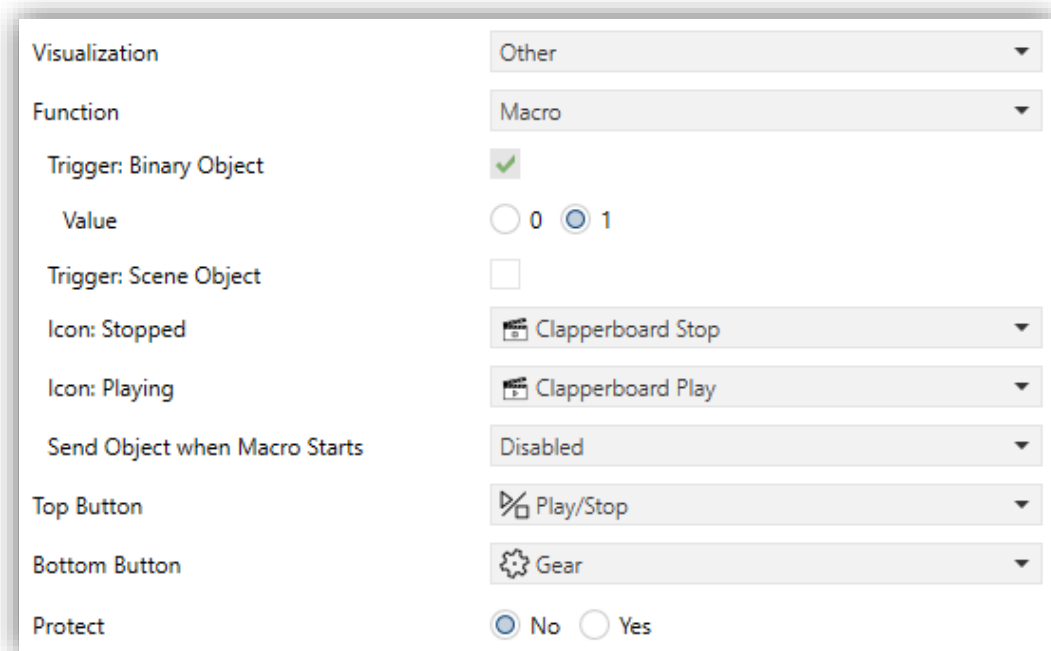 Visualization Other
Function Macro
Trigger: Binary Object
Value 0 1
Trigger: Scene Object
Icon: Stopped Clapperboard Stop
Icon: Playing Clapperboard Play
Send Object when Macro Starts Disabled
Top Button Play/Stop
Bottom Button Gear
Protect No Yes